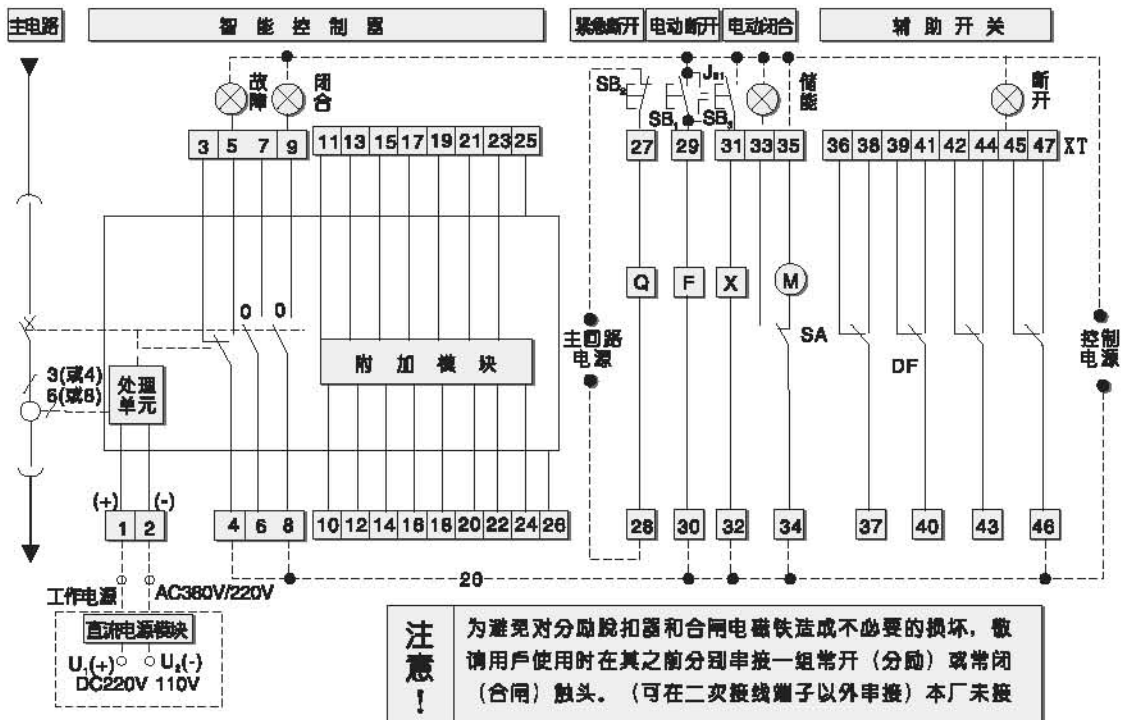 主电路 智能控制器 紧急断开 电动断开 电动闭合 辅助开关
故障 闭合 SB₂ SB₁ J₈₁ SB₃ 储能 断开
3 5 7 9 11 13 15 17 19 21 23 25 27 29 31 33 35 36 38 39 41 42 44 45 47 XT
Q F X M
0 0
SA
主回路电源
控制电源
DF
附加模块
3(或4)
6(或8)
处理单元
(+) (-)
1 2 4 6 8 10 12 14 16 18 20 22 24 26 28 30 32 34 37 40 43 46
20
工作电源 AC380V/220V
直流电源模块
U₁(+) U₂(-)
DC220V 110V
注意!
为避免对分励脱扣器和合闸电磁铁造成不必要的损坏,敬
请用户使用时在其之前分别串接一组常开(分励)或常闭
(合闸)触头。(可在二次接线端子以外串接)本厂未接